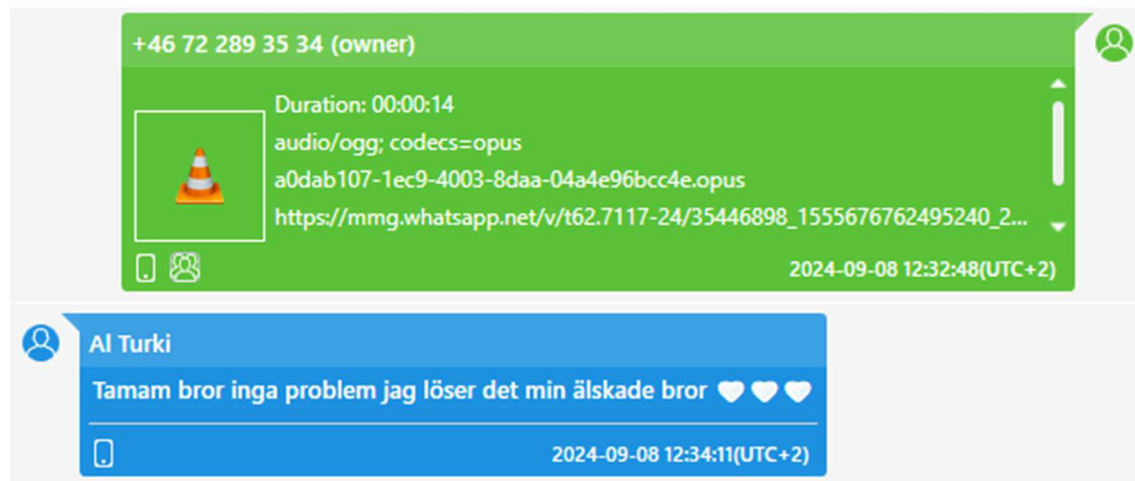 +46 72 289 35 34 (owner)
Duration: 00:00:14
audio/ogg; codecs=opus
a0dab107-1ec9-4003-8daa-04a4e96bcc4e.opus
https://mmg.whatsapp.net/v/t62.7117-24/35446898_1555676762495240_2...
2024-09-08 12:32:48(UTC+2)
Al Turki
Tamam bror inga problem jag löser det min älskade bror 🤍🤍🤍
2024-09-08 12:34:11(UTC+2)